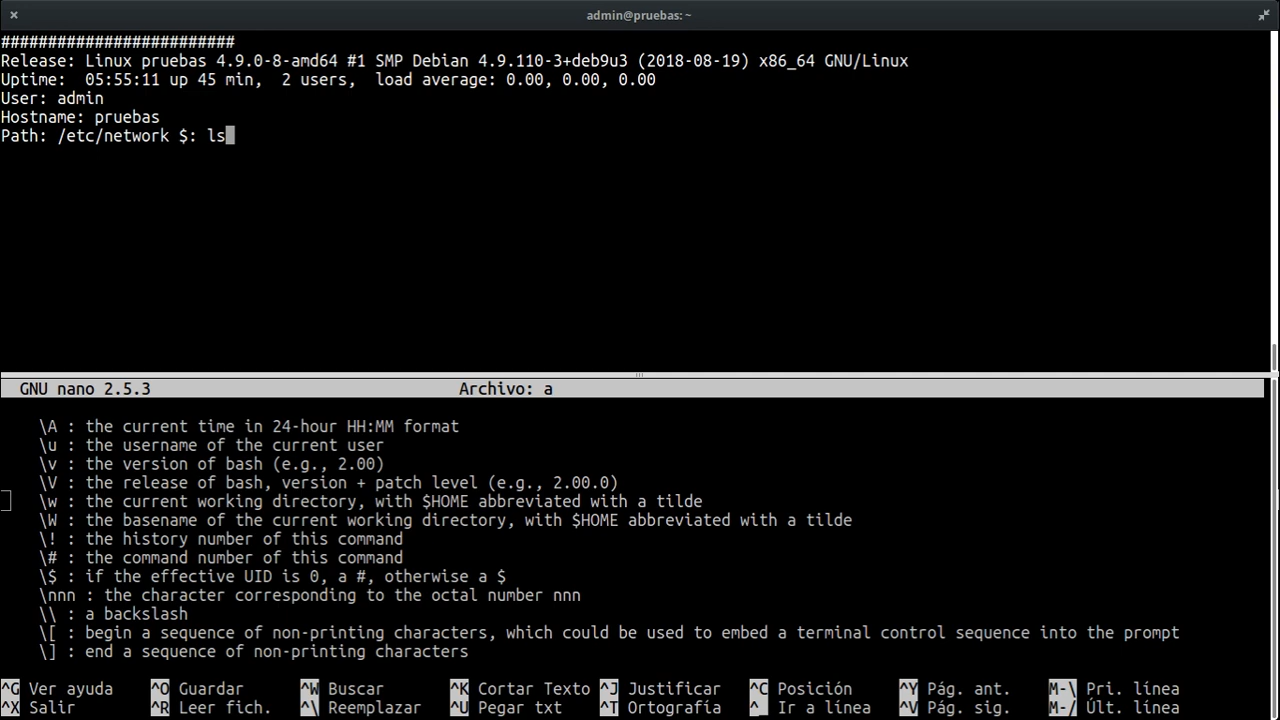 admin@pruebas: ~
#########################
Release: Linux pruebas 4.9.0-8-amd64 #1 SMP Debian 4.9.110-3+deb9u3 (2018-08-19) x86_64 GNU/Linux
Uptime:  05:55:11 up 45 min,  2 users,  load average: 0.00, 0.00, 0.00
User: admin
Hostname: pruebas
Path: /etc/network $: ls
GNU nano 2.5.3 Archivo: a
\A : the current time in 24-hour HH:MM format
\u : the username of the current user
\v : the version of bash (e.g., 2.00)
\V : the release of bash, version + patch level (e.g., 2.00.0)
\w : the current working directory, with $HOME abbreviated with a tilde
\W : the basename of the current working directory, with $HOME abbreviated with a tilde
\! : the history number of this command
\# : the command number of this command
\$ : if the effective UID is 0, a #, otherwise a $
\nnn : the character corresponding to the octal number nnn
\\ : a backslash
\[ : begin a sequence of non-printing characters, which could be used to embed a terminal control sequence into the prompt
\] : end a sequence of non-printing characters
^G Ver ayuda ^O Guardar ^W Buscar ^K Cortar Texto ^J Justificar ^C Posición ^Y Pág. ant. M-\ Pri. línea
^X Salir ^R Leer fich. ^\ Reemplazar ^U Pegar txt ^T Ortografía ^_ Ir a línea ^V Pág. sig. M-/ Últ. línea